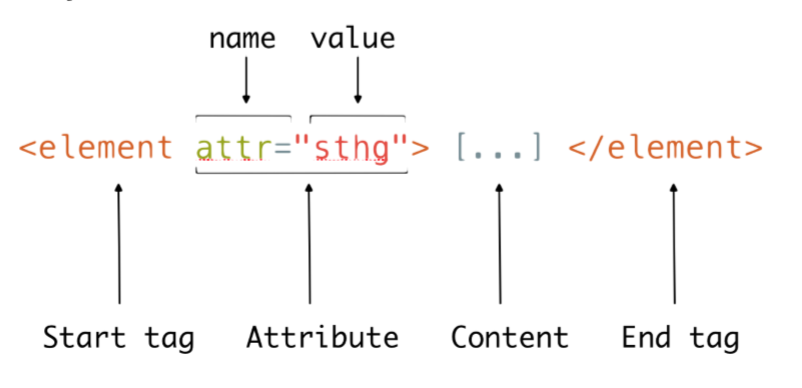 name value
<element attr="sthg"> [...] </element>
Start tag Attribute Content End tag